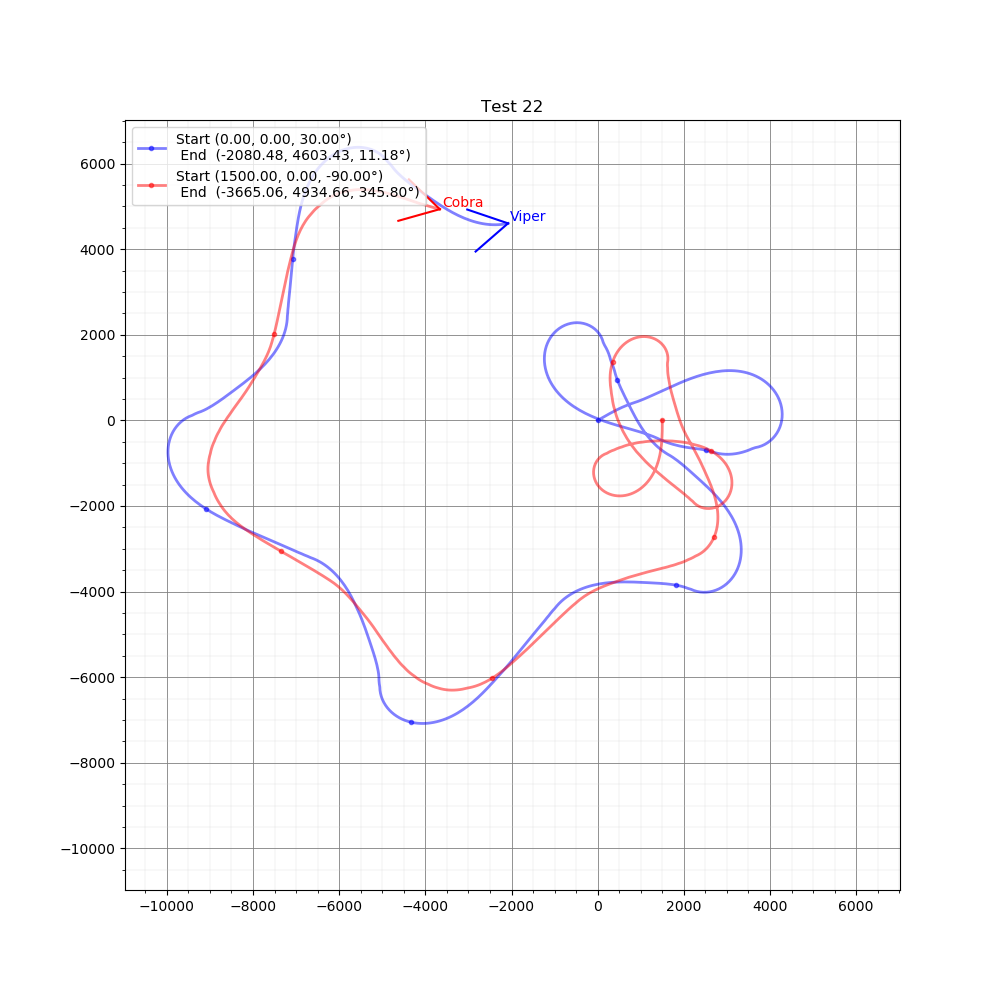 Test 22
Start (0.00, 0.00, 30.00°)
End  (-2080.48, 4603.43, 11.18°)
Start (1500.00, 0.00, -90.00°)
End  (-3665.06, 4934.66, 345.80°)
Cobra
Viper
6000
4000
2000
0
−2000
−4000
−6000
−8000
−10000
−10000 −8000 −6000 −4000 −2000 0 2000 4000 6000